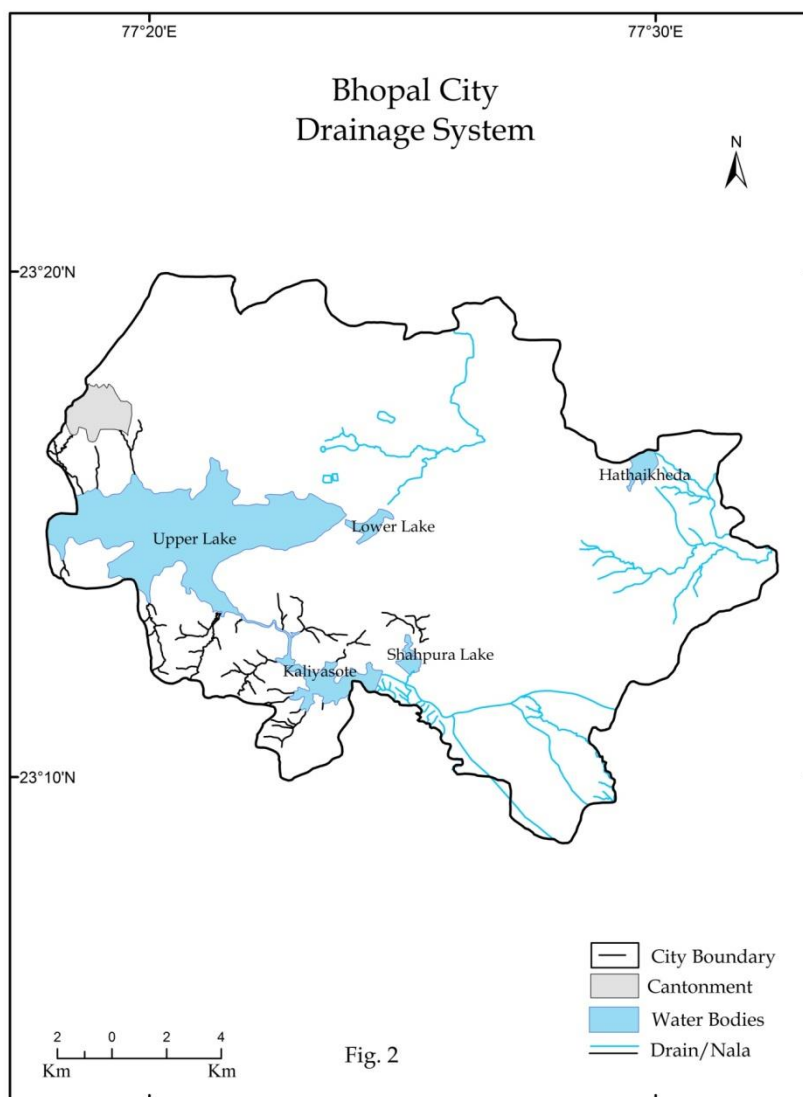 77°20'E
77°30'E
Bhopal City
Drainage System
N
23°20'N
Hathaikheda
Lower Lake
Upper Lake
Shahpura Lake
Kaliyasote
23°10'N
City Boundary
Cantonment
Water Bodies
Drain/Nala
2 0 2 4
Km Km
Fig. 2